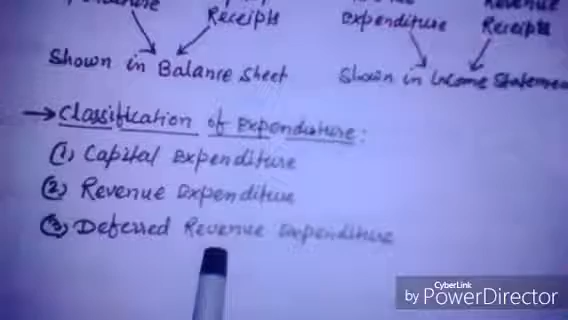 Receipts Expenditure Receipts
Shown in Balance Sheet Shown in Income Statement
→ Classification of Expenditure:
(1) Capital Expenditure
(2) Revenue Expenditure
(3) Deferred Revenue Expenditure
CyberLink
by PowerDirector